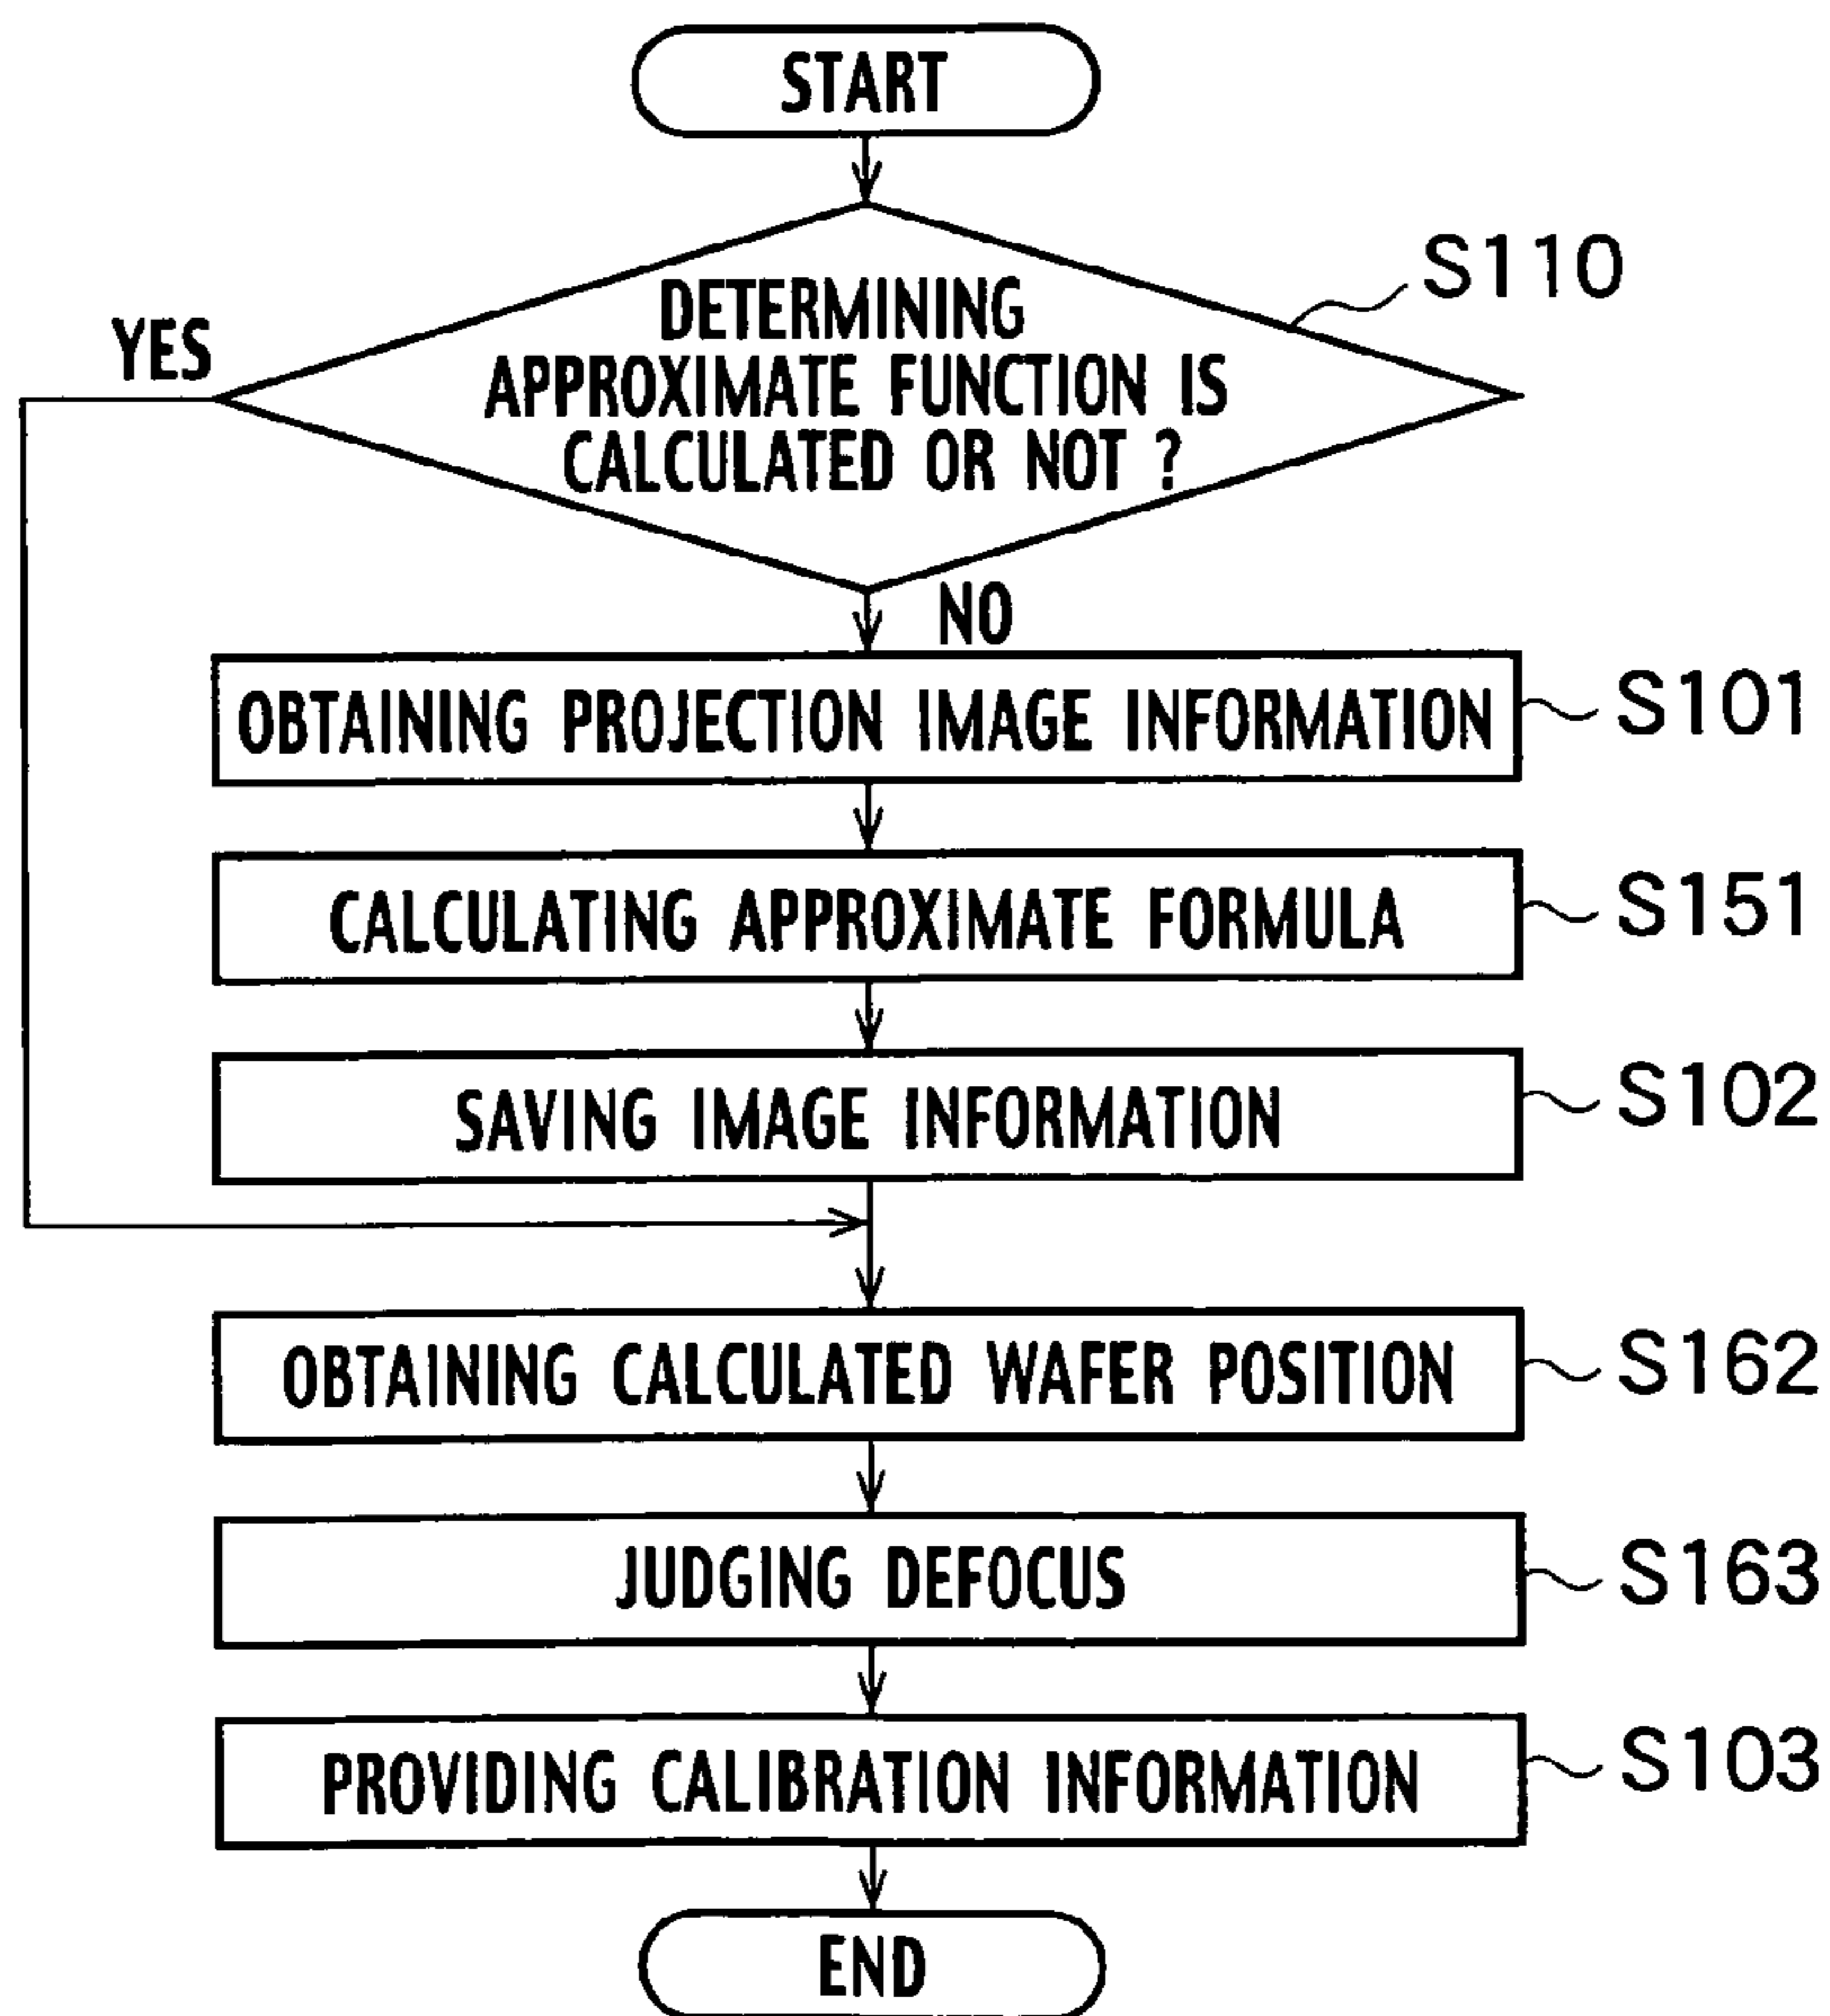 START
DETERMINING
APPROXIMATE FUNCTION IS
CALCULATED OR NOT ?
S110
YES
NO
OBTAINING PROJECTION IMAGE INFORMATION
S101
CALCULATING APPROXIMATE FORMULA
S151
SAVING IMAGE INFORMATION
S102
OBTAINING CALCULATED WAFER POSITION
S162
JUDGING DEFOCUS
S163
PROVIDING CALIBRATION INFORMATION
S103
END